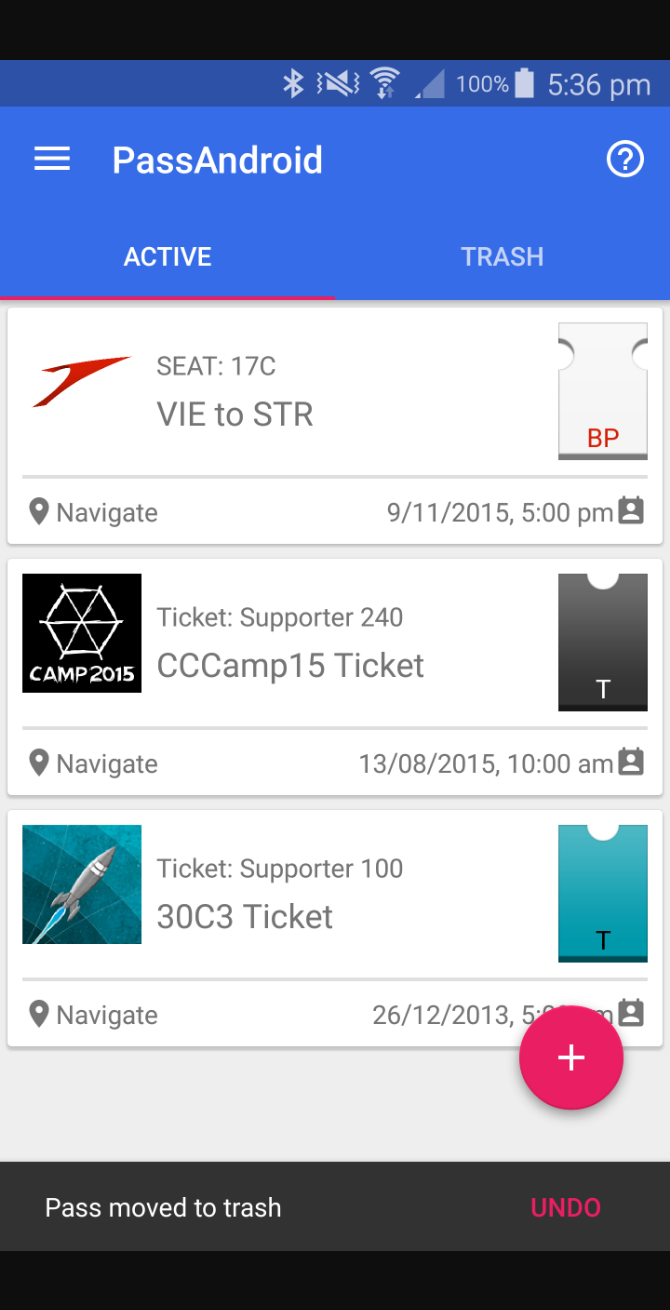 100% 5:36 pm
PassAndroid
ACTIVE TRASH
SEAT: 17C
VIE to STR
BP
Navigate 9/11/2015, 5:00 pm
Ticket: Supporter 240
CCCamp15 Ticket
CAMP2015
T
Navigate 13/08/2015, 10:00 am
Ticket: Supporter 100
30C3 Ticket
T
Navigate 26/12/2013,
Pass moved to trash UNDO